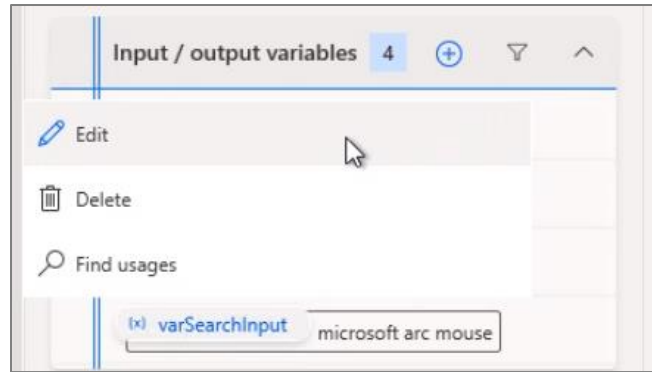 Input / output variables 4
Edit
Delete
Find usages
(x) varSearchInput microsoft arc mouse